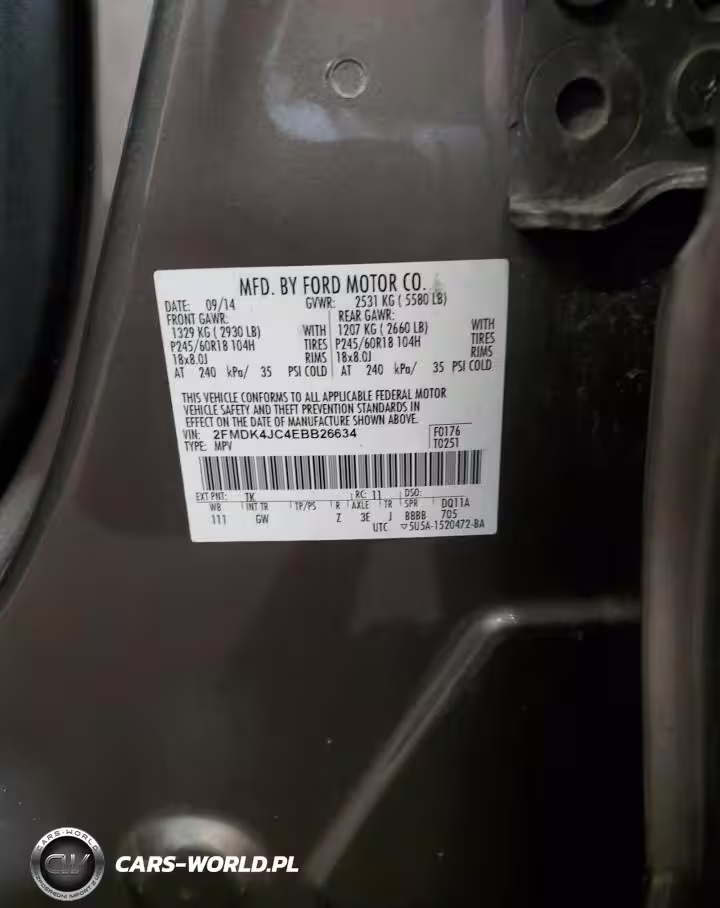 MFD. BY FORD MOTOR CO.
DATE: 09/14 GVWR: 2531 KG ( 5580 LB)
FRONT GAWR: REAR GAWR:
1329 KG ( 2930 LB) WITH 1207 KG ( 2660 LB) WITH
P245/60R18 104H TIRES P245/60R18 104H TIRES
18x8.0J RIMS 18x8.0J RIMS
AT 240 kPa/ 35 PSI COLD AT 240 kPa/ 35 PSI COLD
THIS VEHICLE CONFORMS TO ALL APPLICABLE FEDERAL MOTOR
VEHICLE SAFETY AND THEFT PREVENTION STANDARDS IN
EFFECT ON THE DATE OF MANUFACTURE SHOWN ABOVE.
VIN: 2FMDK4JC4EBB26634 F0176
TYPE: MPV T0251
EXT PNT: TK RC: 11 DSO:
WB INT TR TP/PS R AXLE TR SPR DQ11A
111 GW Z 3E J BBBB 705
UTC ▽5U5A-1520472-BA
CARS-WORLD
CW
CARS-WORLD.PL